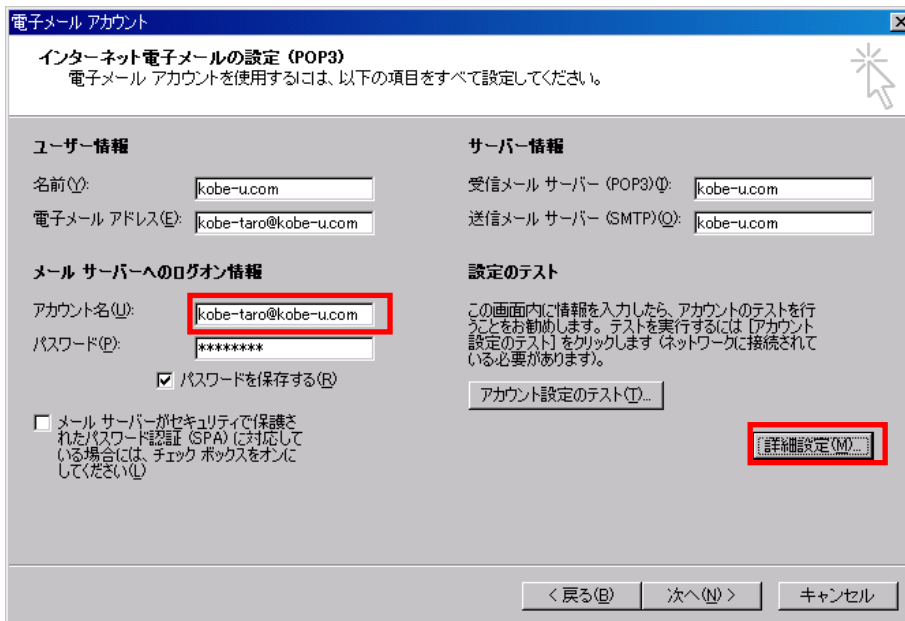 電子メール アカウント
インターネット電子メールの設定 (POP3)
電子メール アカウントを使用するには、以下の項目をすべて設定してください。
ユーザー情報
名前(Y):
kobe-u.com
電子メール アドレス(E):
kobe-taro@kobe-u.com
メール サーバーへのログオン情報
アカウント名(U):
kobe-taro@kobe-u.com
パスワード(P):
********
パスワードを保存する(R)
メール サーバーがセキュリティで保護さ
れたパスワード認証 (SPA) に対応して
いる場合には、チェック ボックスをオンに
してください(L)
サーバー情報
受信メール サーバー (POP3)(I):
kobe-u.com
送信メール サーバー (SMTP)(O):
kobe-u.com
設定のテスト
この画面内に情報を入力したら、アカウントのテストを行
うことをお勧めします。テストを実行するには [アカウント
設定のテスト] をクリックします (ネットワークに接続されて
いる必要があります)。
アカウント設定のテスト(T)...
詳細設定(M)...
< 戻る(B)
次へ(N) >
キャンセル